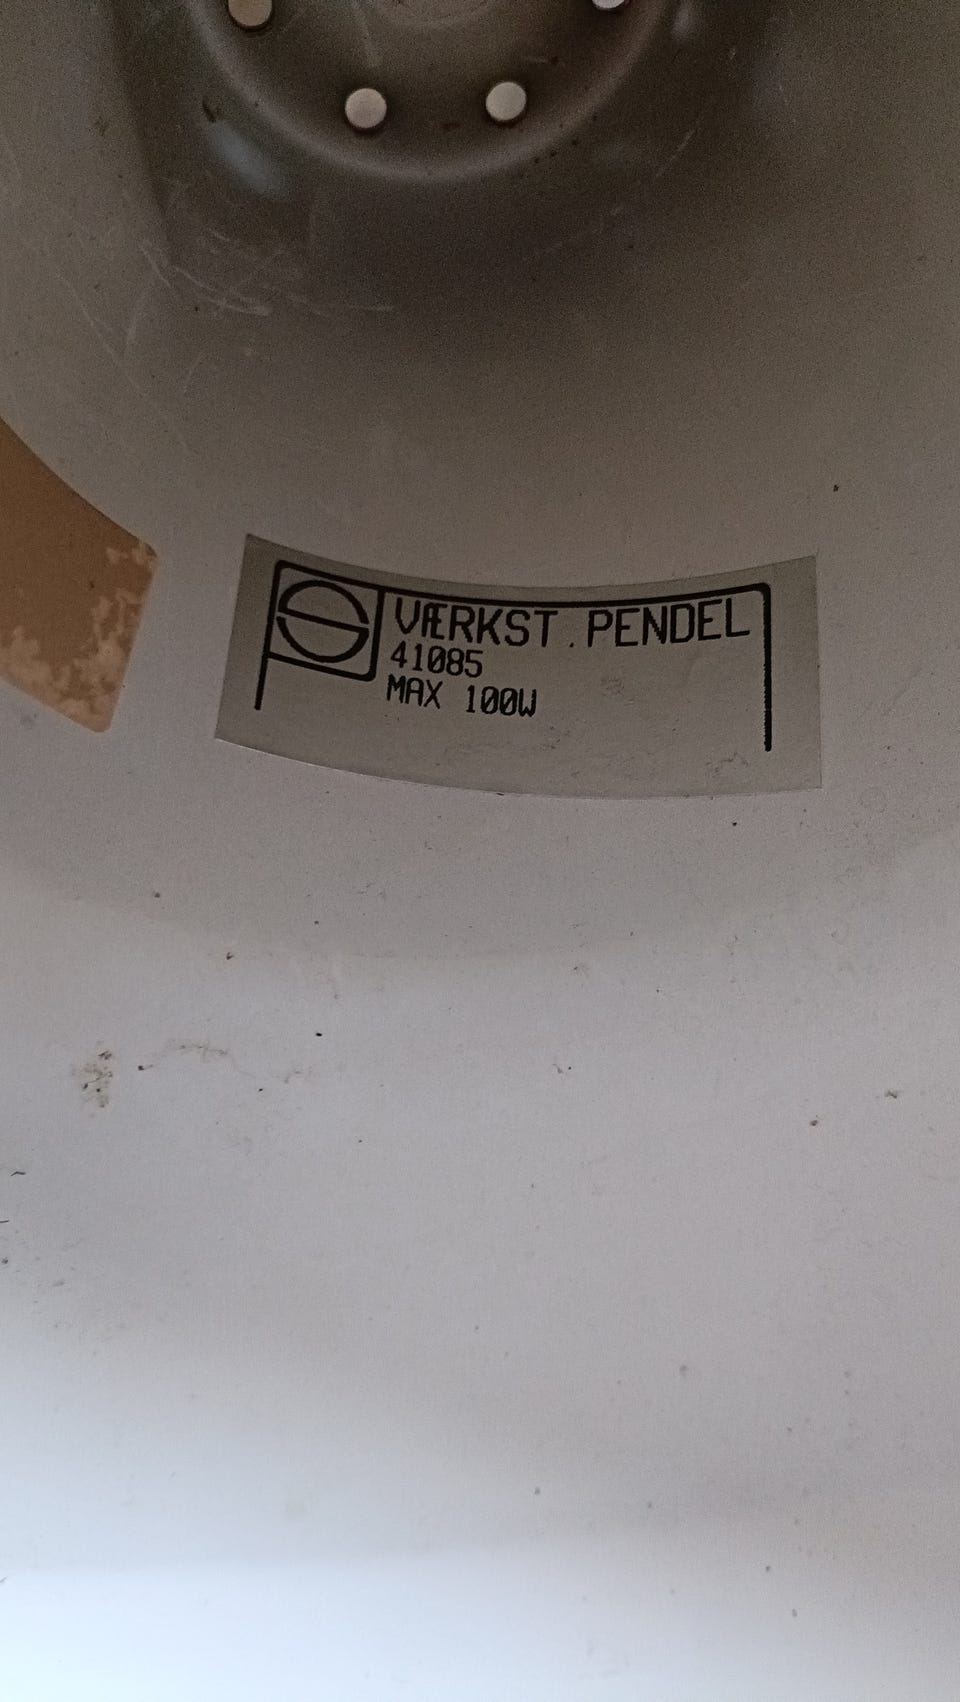 VÆRKST. PENDEL
41085
MAX 100W